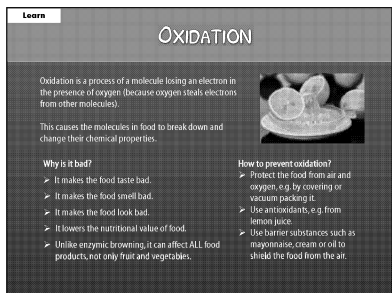 Learn
OXIDATION
Oxidation is a process of a molecule losing an electron in
the presence of oxygen (because oxygen steals electrons
from other molecules).
This causes the molecules in food to break down and
change their chemical properties.
Why is it bad?
➢ It makes the food taste bad.
➢ It makes the food smell bad.
➢ It makes the food look bad.
➢ It lowers the nutritional value of food.
➢ Unlike enzymic browning, it can affect ALL food
products, not only fruit and vegetables.
How to prevent oxidation?
➢ Protect the food from air and
oxygen, e.g. by covering or
vacuum packing it.
➢ Use antioxidants, e.g. from
lemon juice.
➢ Use barrier substances such as
mayonnaise, cream or oil to
shield the food from the air.